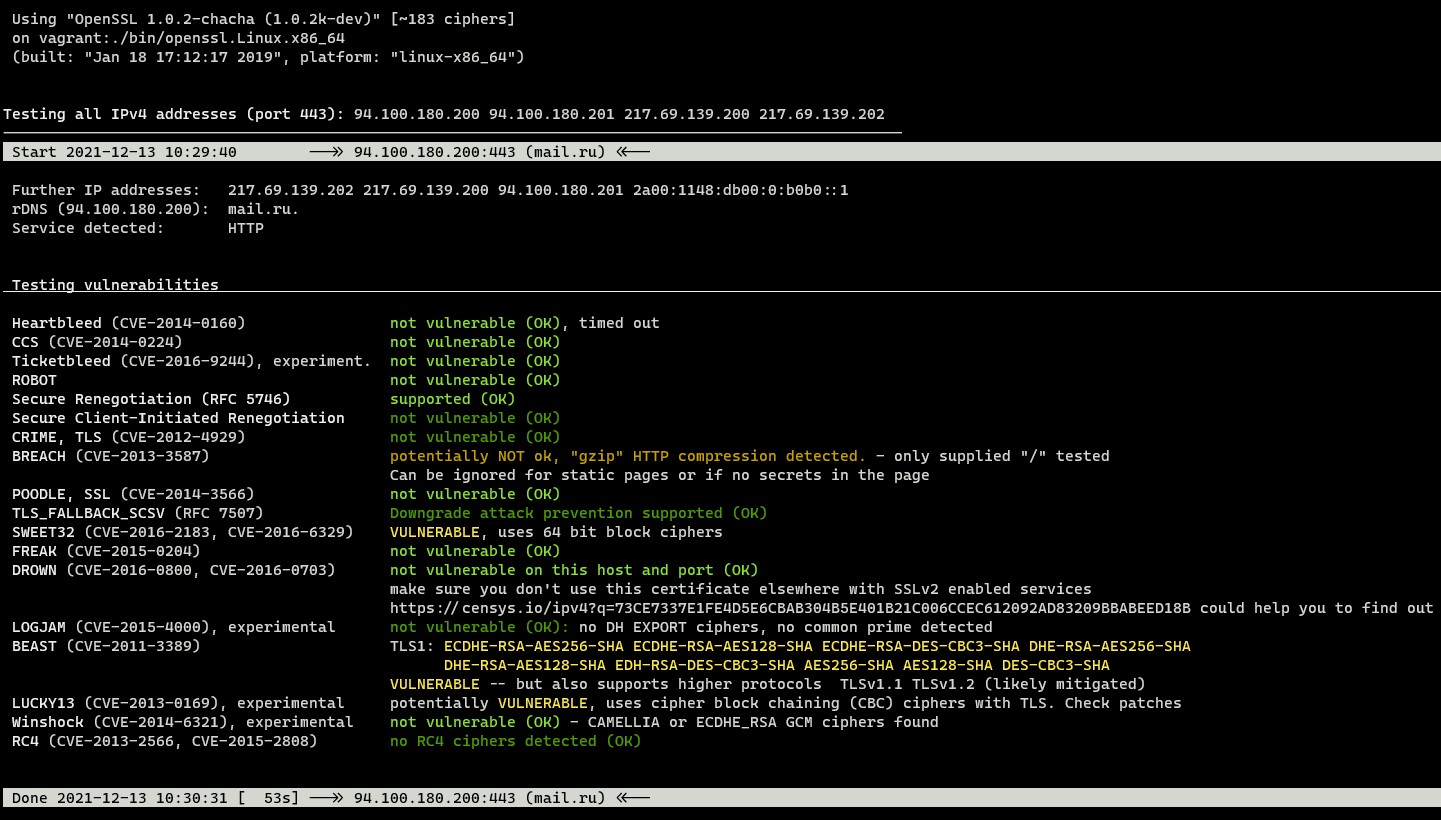 Using "OpenSSL 1.0.2-chacha (1.0.2k-dev)" [~183 ciphers]
on vagrant:./bin/openssl.Linux.x86_64
(built: "Jan 18 17:12:17 2019", platform: "linux-x86_64")
Testing all IPv4 addresses (port 443): 94.100.180.200 94.100.180.201 217.69.139.200 217.69.139.202
Start 2021-12-13 10:29:40 -->> 94.100.180.200:443 (mail.ru) <<--
Further IP addresses: 217.69.139.202 217.69.139.200 94.100.180.201 2a00:1148:db00:0:b0b0::1
rDNS (94.100.180.200): mail.ru.
Service detected: HTTP
Testing vulnerabilities
Heartbleed (CVE-2014-0160) not vulnerable (OK), timed out
CCS (CVE-2014-0224) not vulnerable (OK)
Ticketbleed (CVE-2016-9244), experiment. not vulnerable (OK)
ROBOT not vulnerable (OK)
Secure Renegotiation (RFC 5746) supported (OK)
Secure Client-Initiated Renegotiation not vulnerable (OK)
CRIME, TLS (CVE-2012-4929) not vulnerable (OK)
BREACH (CVE-2013-3587) potentially NOT ok, "gzip" HTTP compression detected. - only supplied "/" tested
Can be ignored for static pages or if no secrets in the page
POODLE, SSL (CVE-2014-3566) not vulnerable (OK)
TLS_FALLBACK_SCSV (RFC 7507) Downgrade attack prevention supported (OK)
SWEET32 (CVE-2016-2183, CVE-2016-6329) VULNERABLE, uses 64 bit block ciphers
FREAK (CVE-2015-0204) not vulnerable (OK)
DROWN (CVE-2016-0800, CVE-2016-0703) not vulnerable on this host and port (OK)
make sure you don't use this certificate elsewhere with SSLv2 enabled services
https://censys.io/ipv4?q=73CE7337E1FE4D5E6CBAB304B5E401B21C006CCEC612092AD83209BBABEED18B could help you to find out
LOGJAM (CVE-2015-4000), experimental not vulnerable (OK): no DH EXPORT ciphers, no common prime detected
BEAST (CVE-2011-3389) TLS1: ECDHE-RSA-AES256-SHA ECDHE-RSA-AES128-SHA ECDHE-RSA-DES-CBC3-SHA DHE-RSA-AES256-SHA
DHE-RSA-AES128-SHA EDH-RSA-DES-CBC3-SHA AES256-SHA AES128-SHA DES-CBC3-SHA
VULNERABLE -- but also supports higher protocols TLSv1.1 TLSv1.2 (likely mitigated)
LUCKY13 (CVE-2013-0169), experimental potentially VULNERABLE, uses cipher block chaining (CBC) ciphers with TLS. Check patches
Winshock (CVE-2014-6321), experimental not vulnerable (OK) - CAMELLIA or ECDHE_RSA GCM ciphers found
RC4 (CVE-2013-2566, CVE-2015-2808) no RC4 ciphers detected (OK)
Done 2021-12-13 10:30:31 [ 53s] -->> 94.100.180.200:443 (mail.ru) <<--